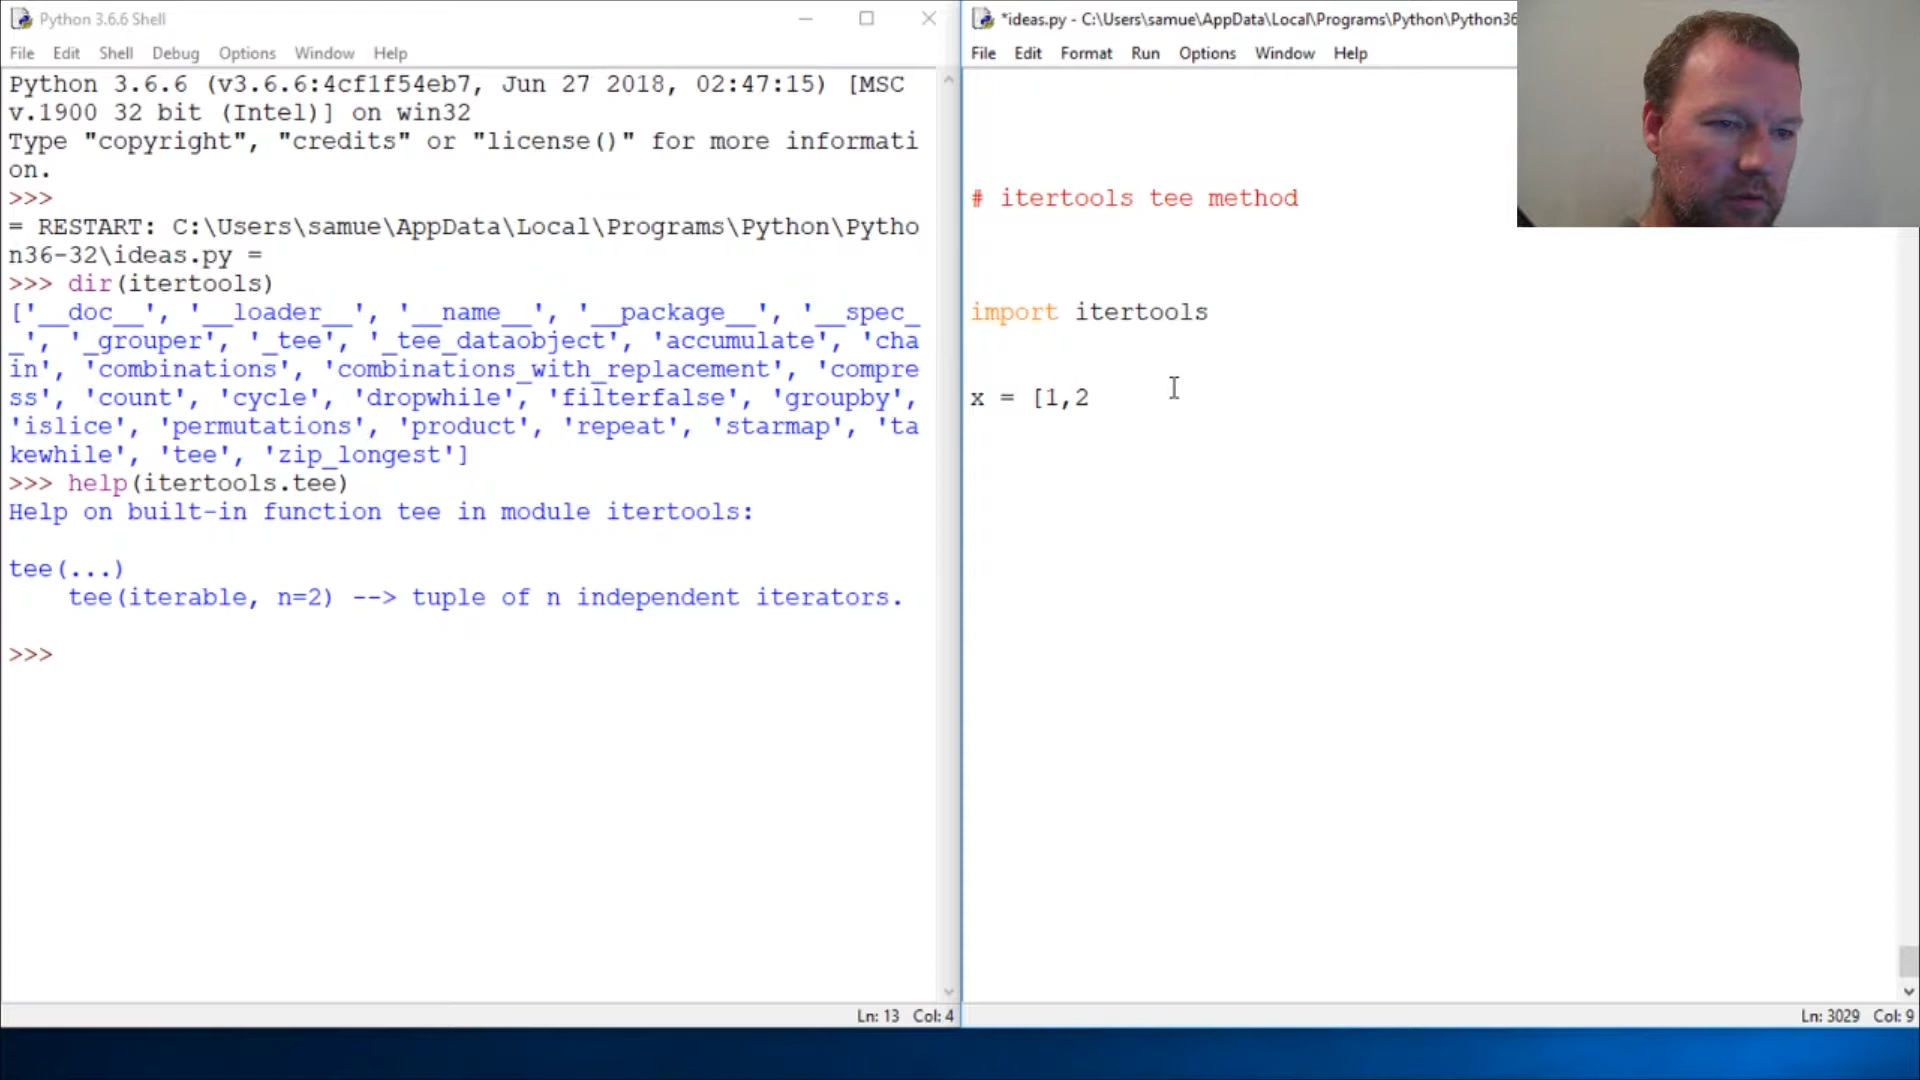 Python 3.6.6 Shell
File Edit Shell Debug Options Window Help
Python 3.6.6 (v3.6.6:4cf1f54eb7, Jun 27 2018, 02:47:15) [MSC
v.1900 32 bit (Intel)] on win32
Type "copyright", "credits" or "license()" for more informati
on.
>>>
= RESTART: C:\Users\samue\AppData\Local\Programs\Python\Pytho
n36-32\ideas.py =
>>> dir(itertools)
['__doc__', '__loader__', '__name__', '__package__', '__spec_
_', '_grouper', '_tee', '_tee_dataobject', 'accumulate', 'cha
in', 'combinations', 'combinations_with_replacement', 'compre
ss', 'count', 'cycle', 'dropwhile', 'filterfalse', 'groupby',
'islice', 'permutations', 'product', 'repeat', 'starmap', 'ta
kewhile', 'tee', 'zip_longest']
>>> help(itertools.tee)
Help on built-in function tee in module itertools:
tee(...)
tee(iterable, n=2) --> tuple of n independent iterators.
>>>
Ln: 13 Col: 4
*ideas.py - C:\Users\samue\AppData\Local\Programs\Python\Python36
File Edit Format Run Options Window Help
# itertools tee method
import itertools
x = [1,2
Ln: 3029 Col: 9